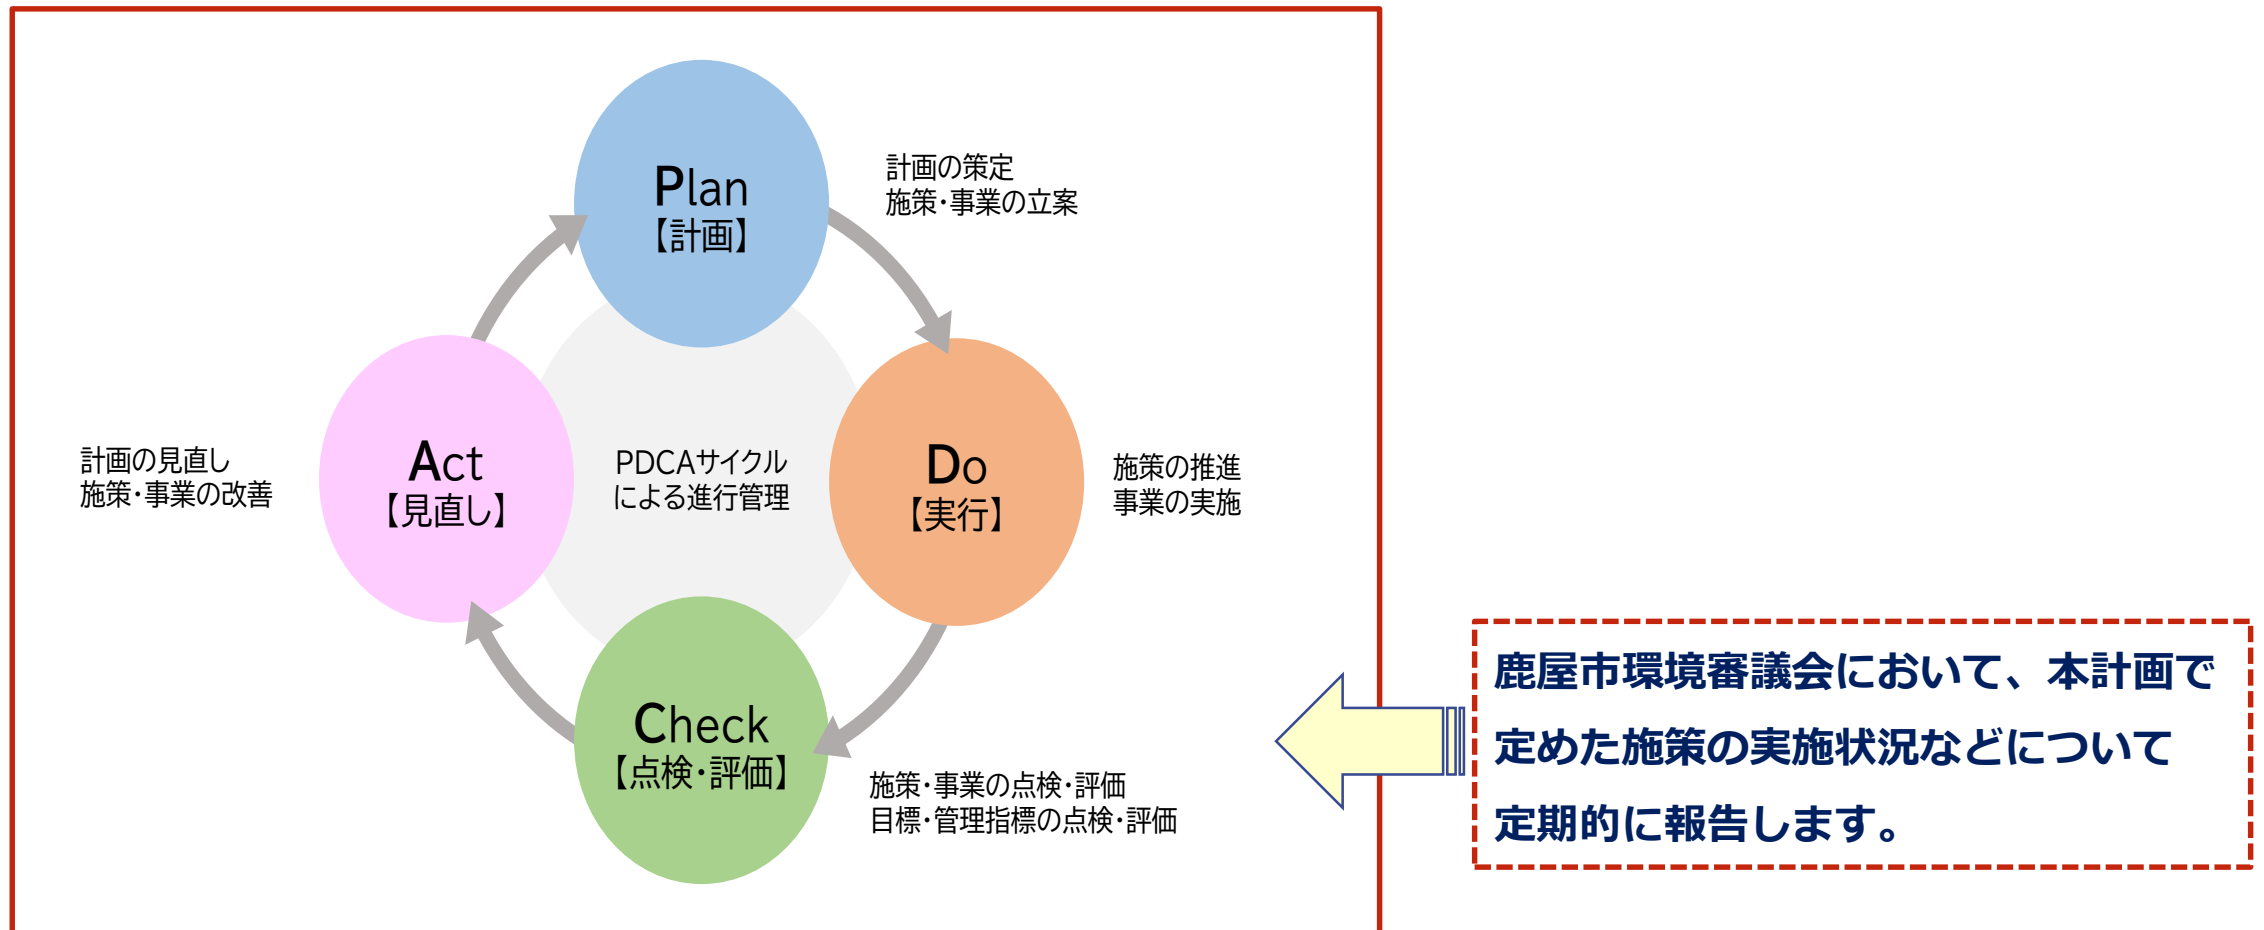 Plan
【計画】
計画の策定
施策・事業の立案
Do
【実行】
施策の推進
事業の実施
Check
【点検・評価】
施策・事業の点検・評価
目標・管理指標の点検・評価
Act
【見直し】
計画の見直し
施策・事業の改善
PDCAサイクル
による進行管理
鹿屋市環境審議会において、本計画で
定めた施策の実施状況などについて
定期的に報告します。